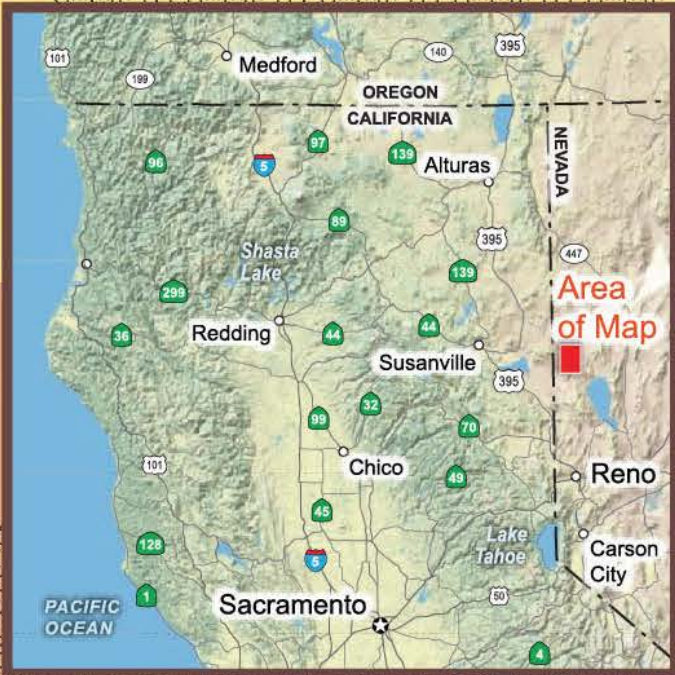 101
Medford
140
395
199
OREGON
CALIFORNIA
NEVADA
96
5
97
139
Alturas
89
395
447
Shasta
Lake
139
299
Area
of Map
36
Redding
44
44
Susanville
395
99
32
70
Chico
101
49
Reno
45
128
5
Lake
Tahoe
Carson
City
1
50
PACIFIC
OCEAN
Sacramento
4